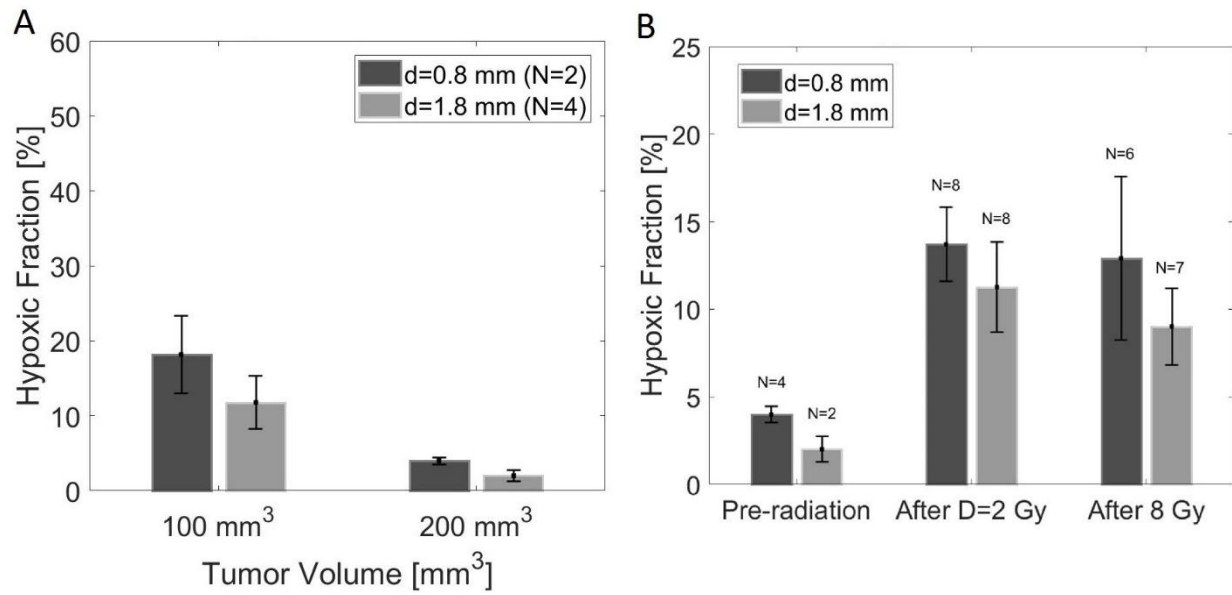 A
Hypoxic Fraction [%]
60
50
40
30
20
10
0
d=0.8 mm (N=2)
d=1.8 mm (N=4)
100 mm³
200 mm³
Tumor Volume [mm³]
B
Hypoxic Fraction [%]
25
20
15
10
5
0
d=0.8 mm
d=1.8 mm
N=4
N=2
N=8
N=8
N=6
N=7
Pre-radiation
After D=2 Gy
After 8 Gy